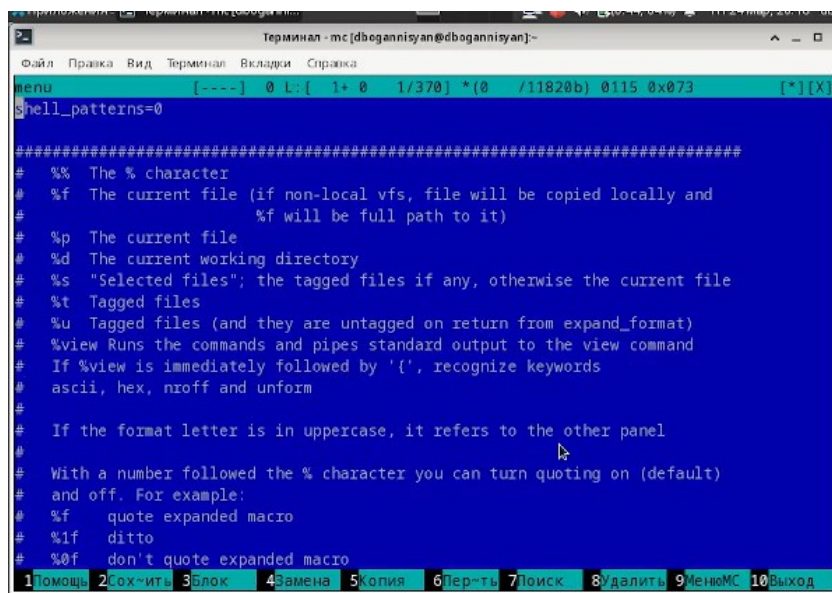 Терминал - mc [dbogannisyan@dbogannisyan]:~
Файл Правка Вид Терминал Вкладки Справка
menu [----] 0 L:[ 1+ 0 1/370] *(0 /11820b) 0115 0x073 [*][X]
shell_patterns=0
###############################################################################
# %% The % character
# %f The current file (if non-local vfs, file will be copied locally and
# %f will be full path to it)
# %p The current file
# %d The current working directory
# %s "Selected files"; the tagged files if any, otherwise the current file
# %t Tagged files
# %u Tagged files (and they are untagged on return from expand_format)
# %view Runs the commands and pipes standard output to the view command
# If %view is immediately followed by '{', recognize keywords
# ascii, hex, nroff and unform
#
# If the format letter is in uppercase, it refers to the other panel
#
# With a number followed the % character you can turn quoting on (default)
# and off. For example:
# %f quote expanded macro
# %1f ditto
# %0f don't quote expanded macro
1Помощь 2Сох~ить 3Блок 4Замена 5Копия 6Пер~ть 7Поиск 8Удалить 9МенюМС 10Выход